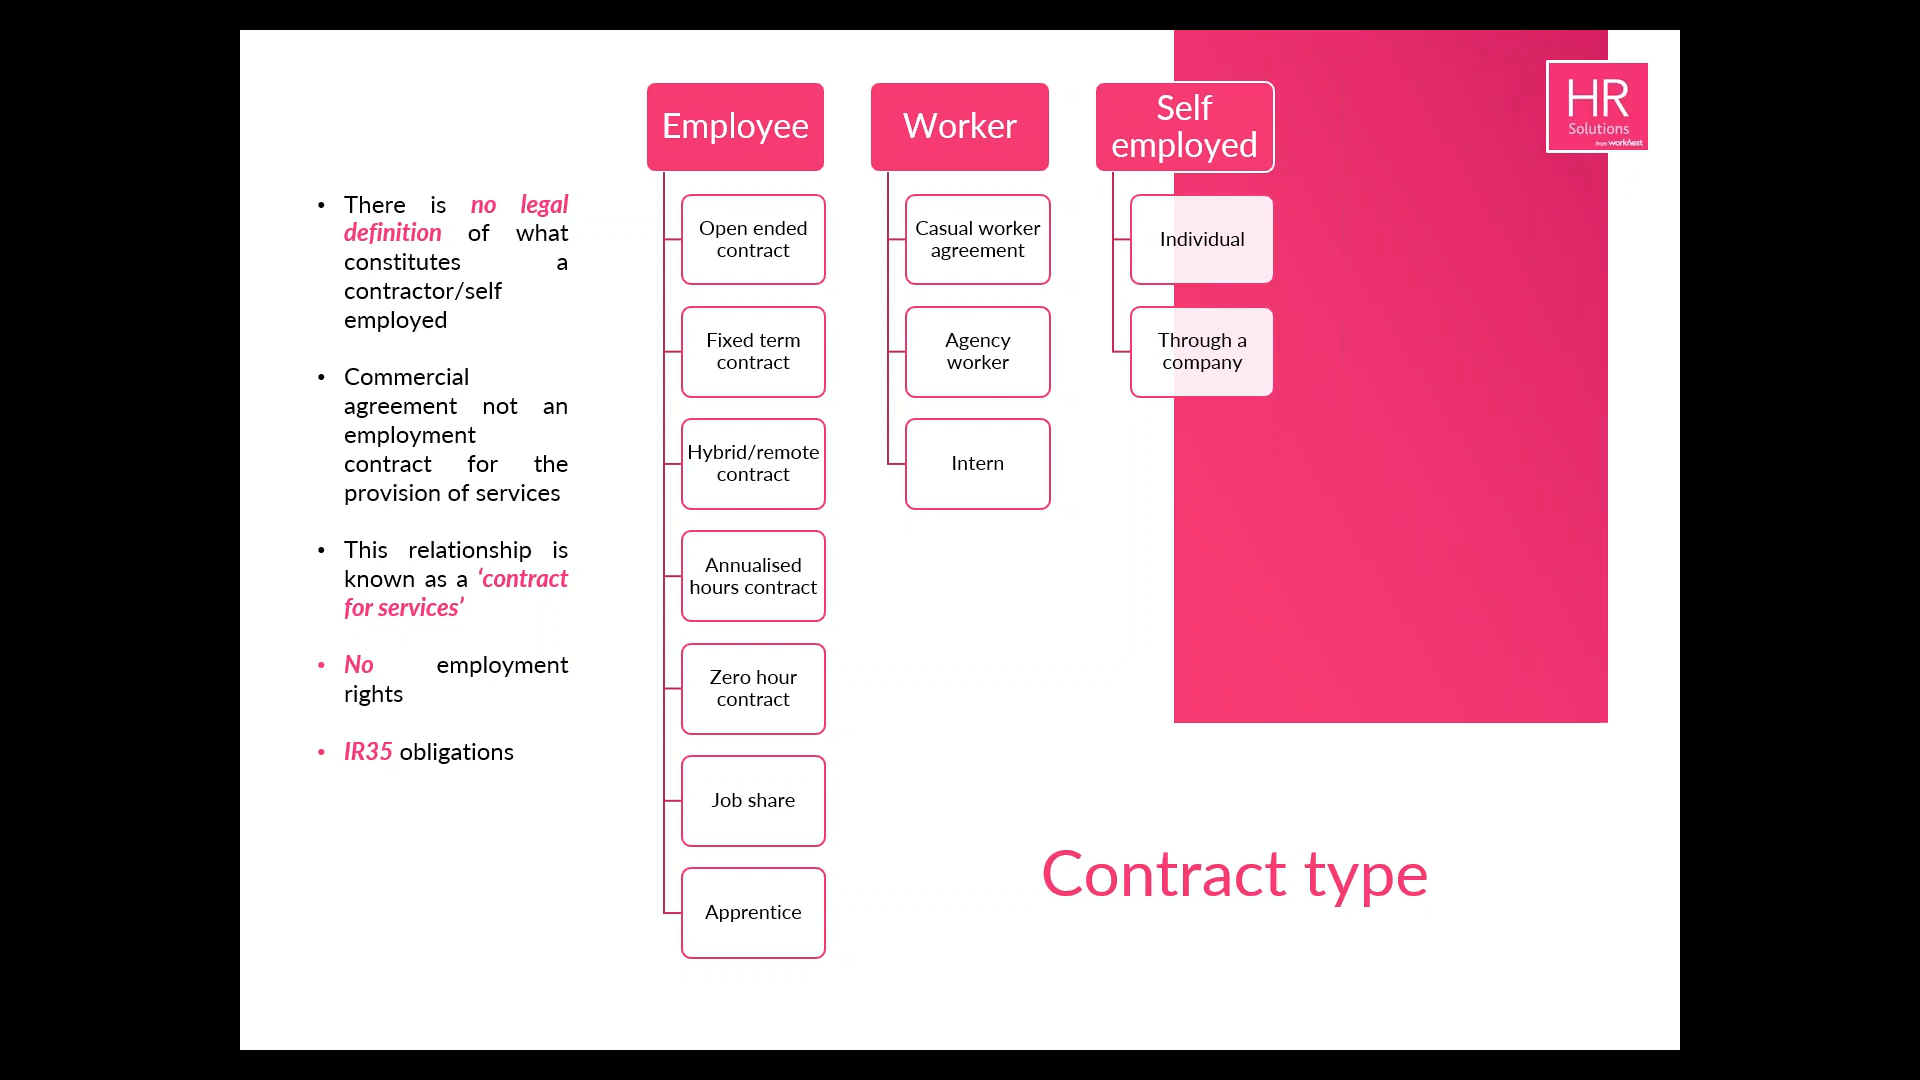 HR
Solutions
from worknest
Employee
Worker
Self
employed
• There is no legal
definition of what
constitutes a
contractor/self
employed
• Commercial
agreement not an
employment
contract for the
provision of services
• This relationship is
known as a ‘contract
for services’
• No employment
rights
• IR35 obligations
Open ended
contract
Fixed term
contract
Hybrid/remote
contract
Annualised
hours contract
Zero hour
contract
Job share
Apprentice
Casual worker
agreement
Agency
worker
Intern
Individual
Through a
company
Contract type